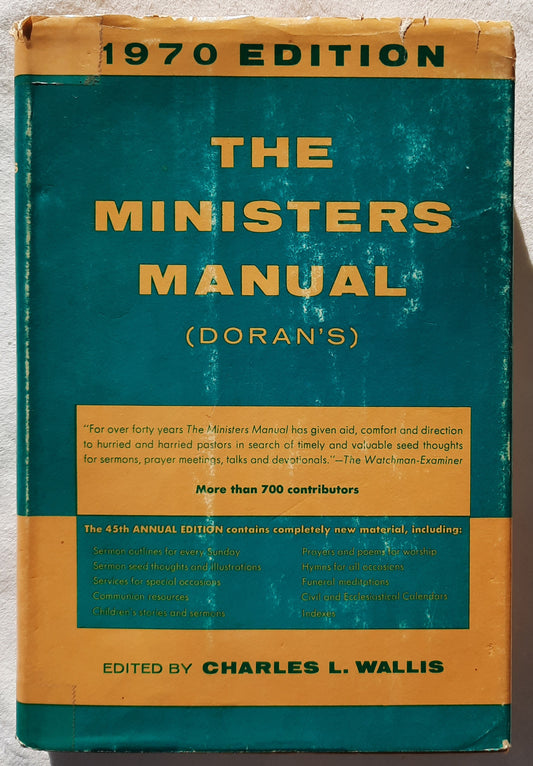 1970 EDITION
THE
MINISTERS
MANUAL
(DORAN'S)
"For over forty years The Ministers Manual has given aid, comfort and direction
to hurried and harried pastors in search of timely and valuable seed thoughts
for sermons, prayer meetings, talks and devotionals."—The Watchman-Examiner
More than 700 contributors
The 45th ANNUAL EDITION contains completely new material, including:
Sermon outlines for every Sunday
Sermon seed thoughts and illustrations
Services for special occasions
Communion resources
Children's stories and sermons
Prayers and poems for worship
Hymns for all occasions
Funeral meditations
Civil and Ecclesiastical Calendars
Indexes
EDITED BY CHARLES L. WALLIS